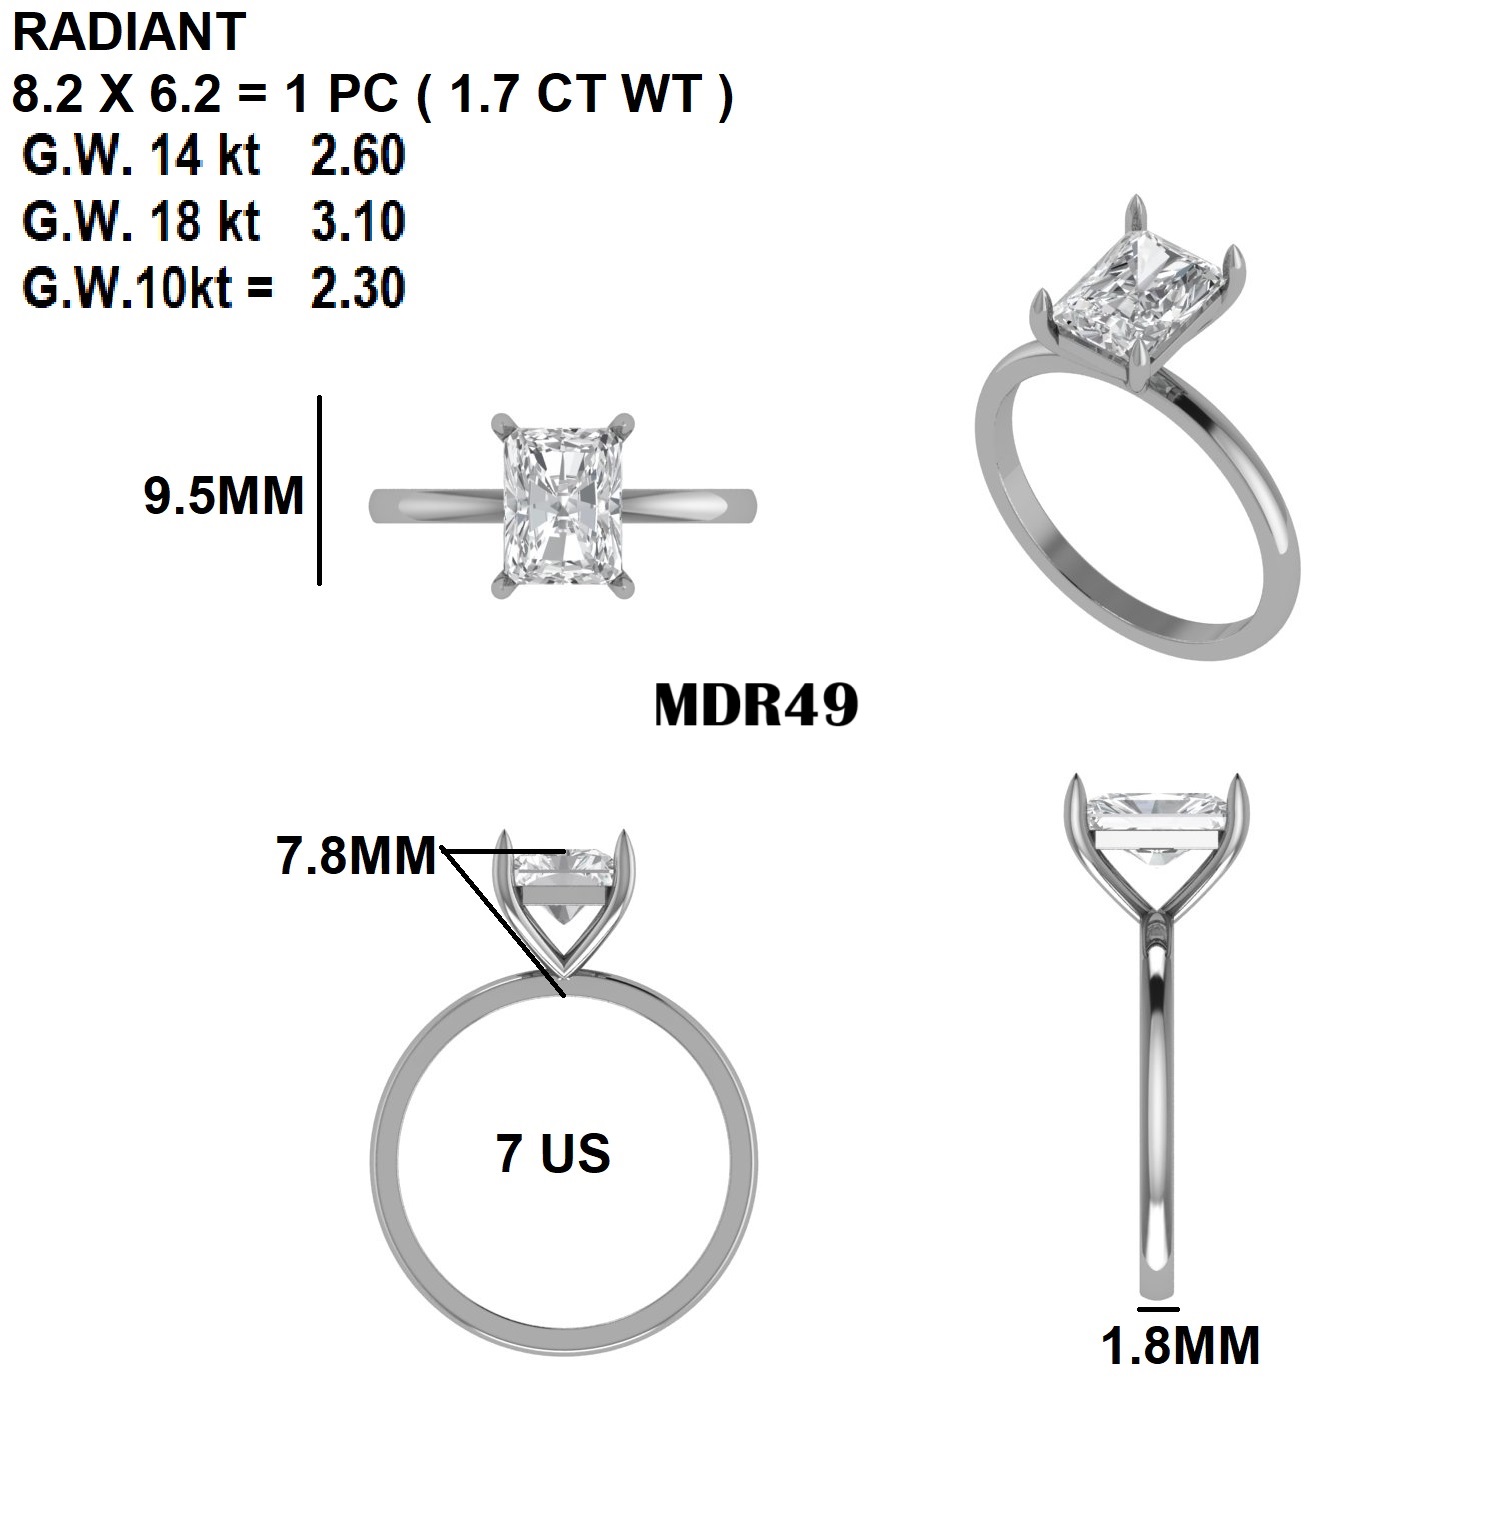 RADIANT
8.2 X 6.2 = 1 PC ( 1.7 CT WT )
G.W. 14 kt 2.60
G.W. 18 kt 3.10
G.W.10kt = 2.30
9.5MM
MDR49
7.8MM
7 US
1.8MM